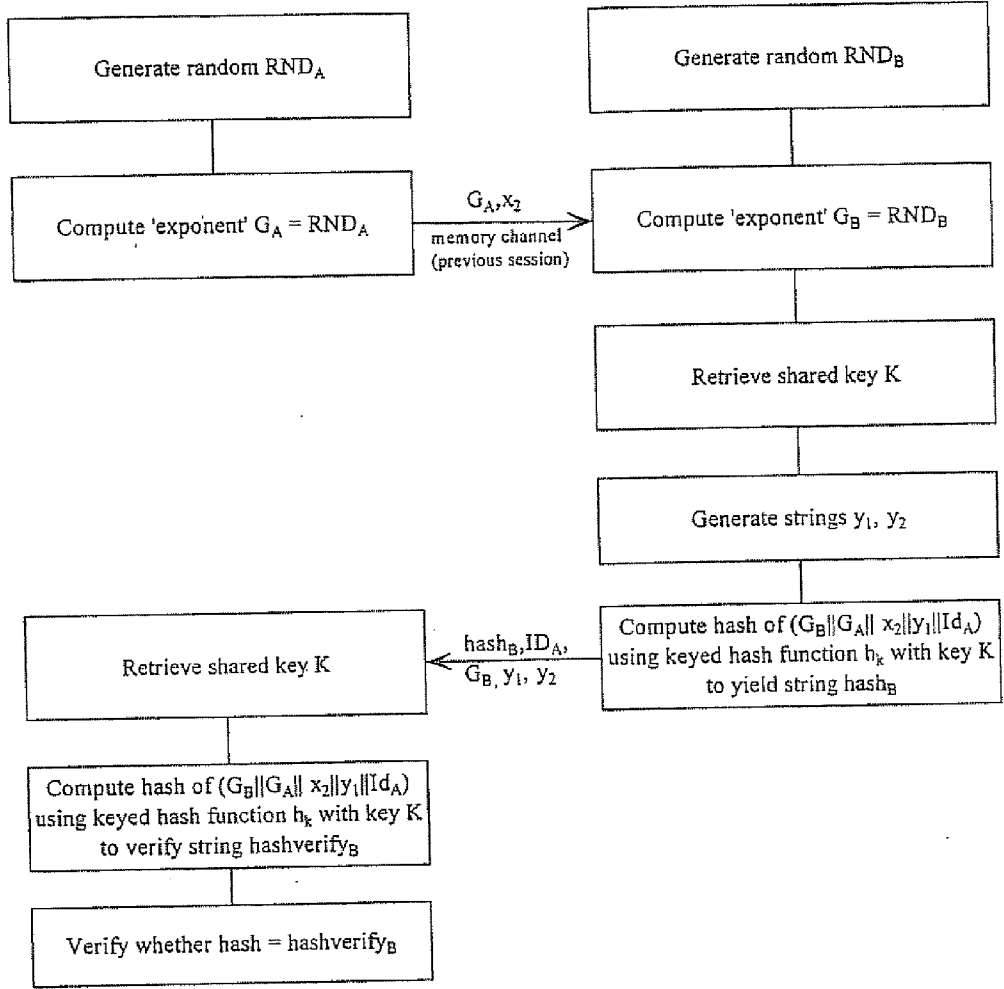 Generate random RND_A
Generate random RND_B
Compute 'exponent' G_A = RND_A
G_A,x_2
memory channel
(previous session)
Compute 'exponent' G_B = RND_B
Retrieve shared key K
Generate strings y_1, y_2
Compute hash of (G_B||G_A|| x_2||y_1||Id_A)
using keyed hash function h_k with key K
to yield string hash_B
hash_B,ID_A,
G_B, y_1, y_2
Retrieve shared key K
Compute hash of (G_B||G_A|| x_2||y_1||Id_A)
using keyed hash function h_k with key K
to verify string hashverify_B
Verify whether hash = hashverify_B